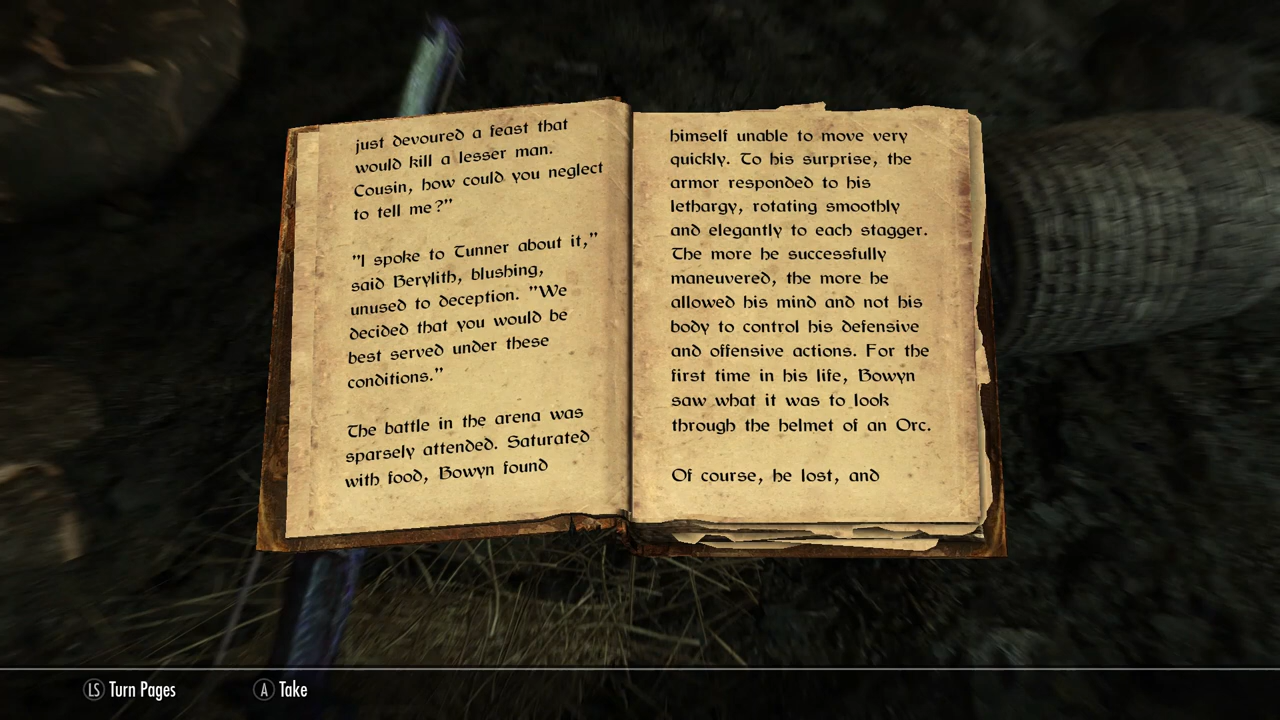 just devoured a feast that
would kill a lesser man.
Cousin, how could you neglect
to tell me?"
"I spoke to Tunner about it,"
said Berylith, blushing,
unused to deception. "We
decided that you would be
best served under these
conditions."
The battle in the arena was
sparsely attended. Saturated
with food, Bowyn found
himself unable to move very
quickly. To his surprise, the
armor responded to his
lethargy, rotating smoothly
and elegantly to each stagger.
The more he successfully
maneuvered, the more he
allowed his mind and not his
body to control his defensive
and offensive actions. For the
first time in his life, Bowyn
saw what it was to look
through the helmet of an Orc.
Of course, he lost, and
LS Turn Pages
A Take